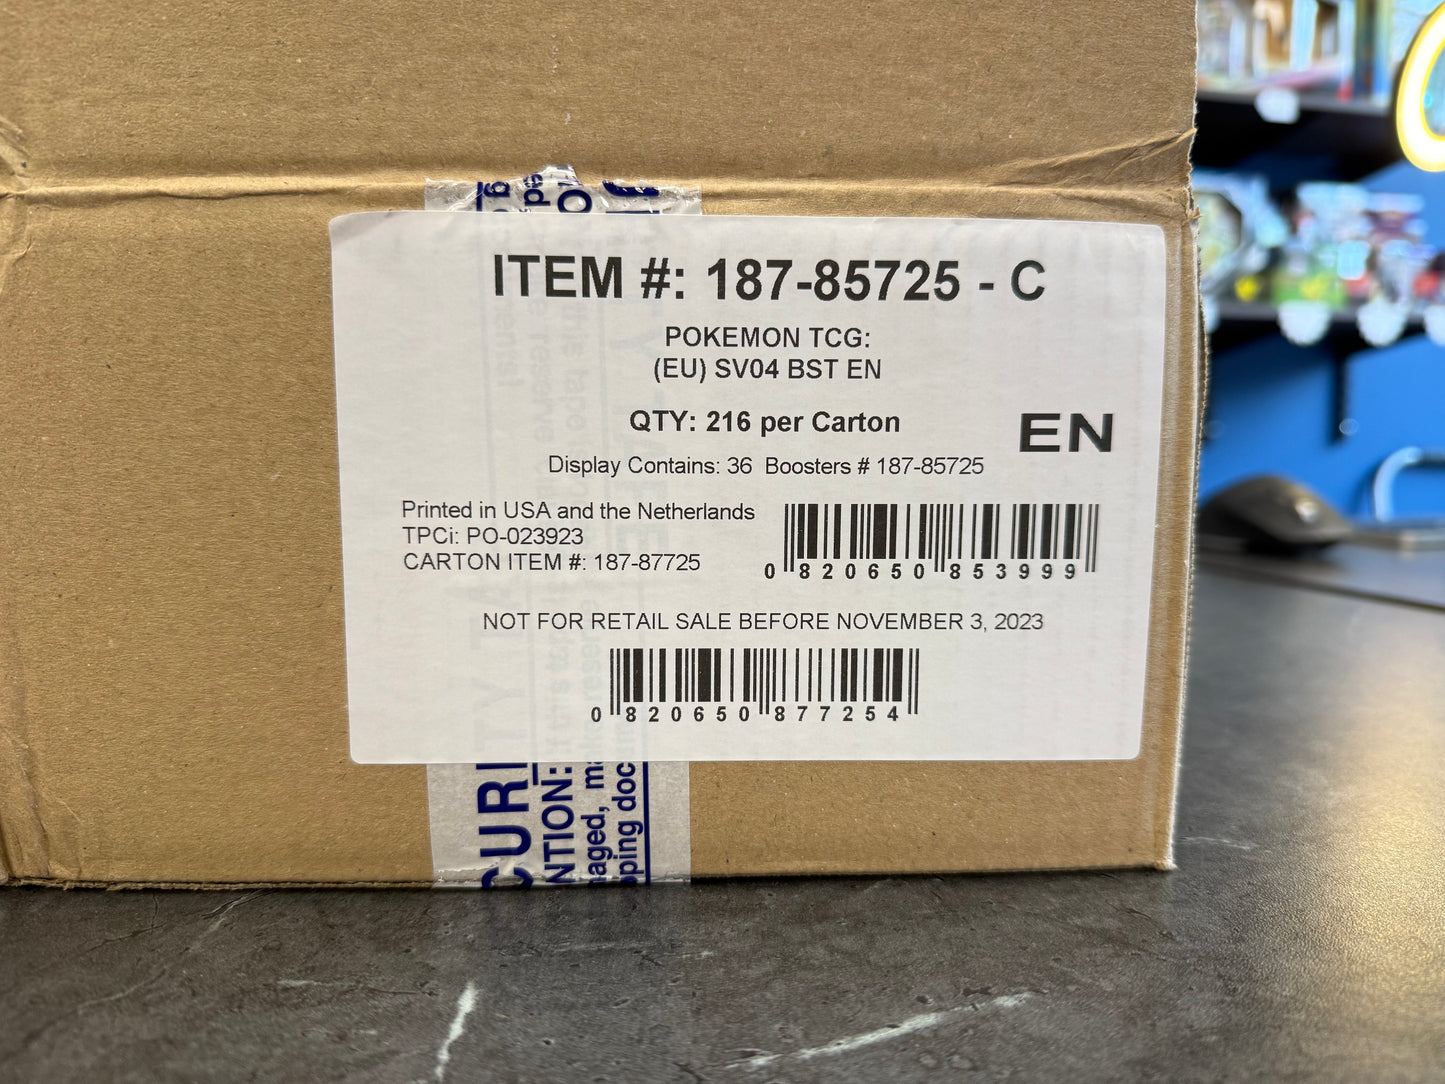 ITEM #: 187-85725 - C
POKEMON TCG:
(EU) SV04 BST EN
QTY: 216 per Carton
EN
Display Contains: 36 Boosters # 187-85725
Printed in USA and the Netherlands
TPCi: PO-023923
CARTON ITEM #: 187-87725
0 820650 853999
NOT FOR RETAIL SALE BEFORE NOVEMBER 3, 2023
0 820650 877254